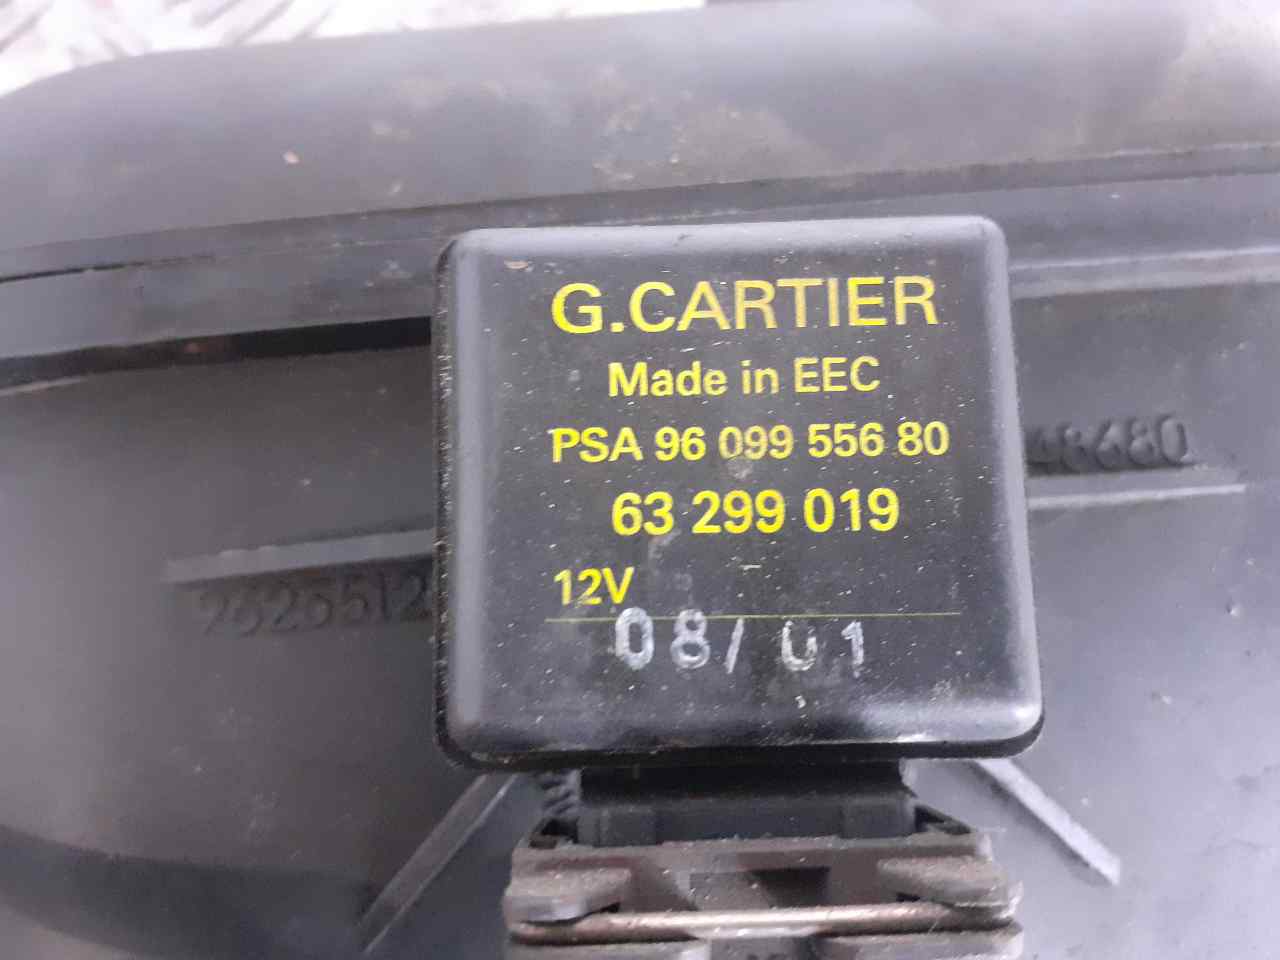 G.CARTIER
Made in EEC
PSA 96 099 556 80
63 299 019
12V
08/ 01